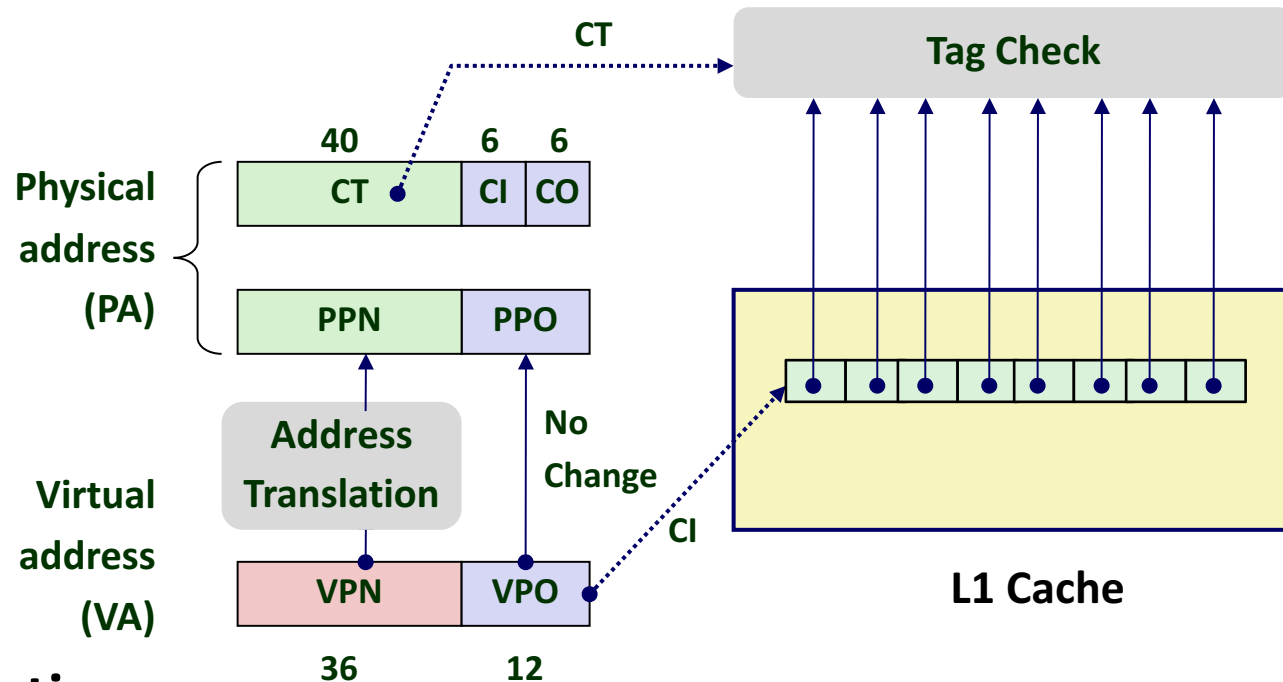 CT
Tag Check
40 6 6
Physical
address
(PA)
CT CI CO
PPN PPO
Address
Translation
No
Change
Virtual
address
(VA)
CI
VPN VPO
L1 Cache
36 12